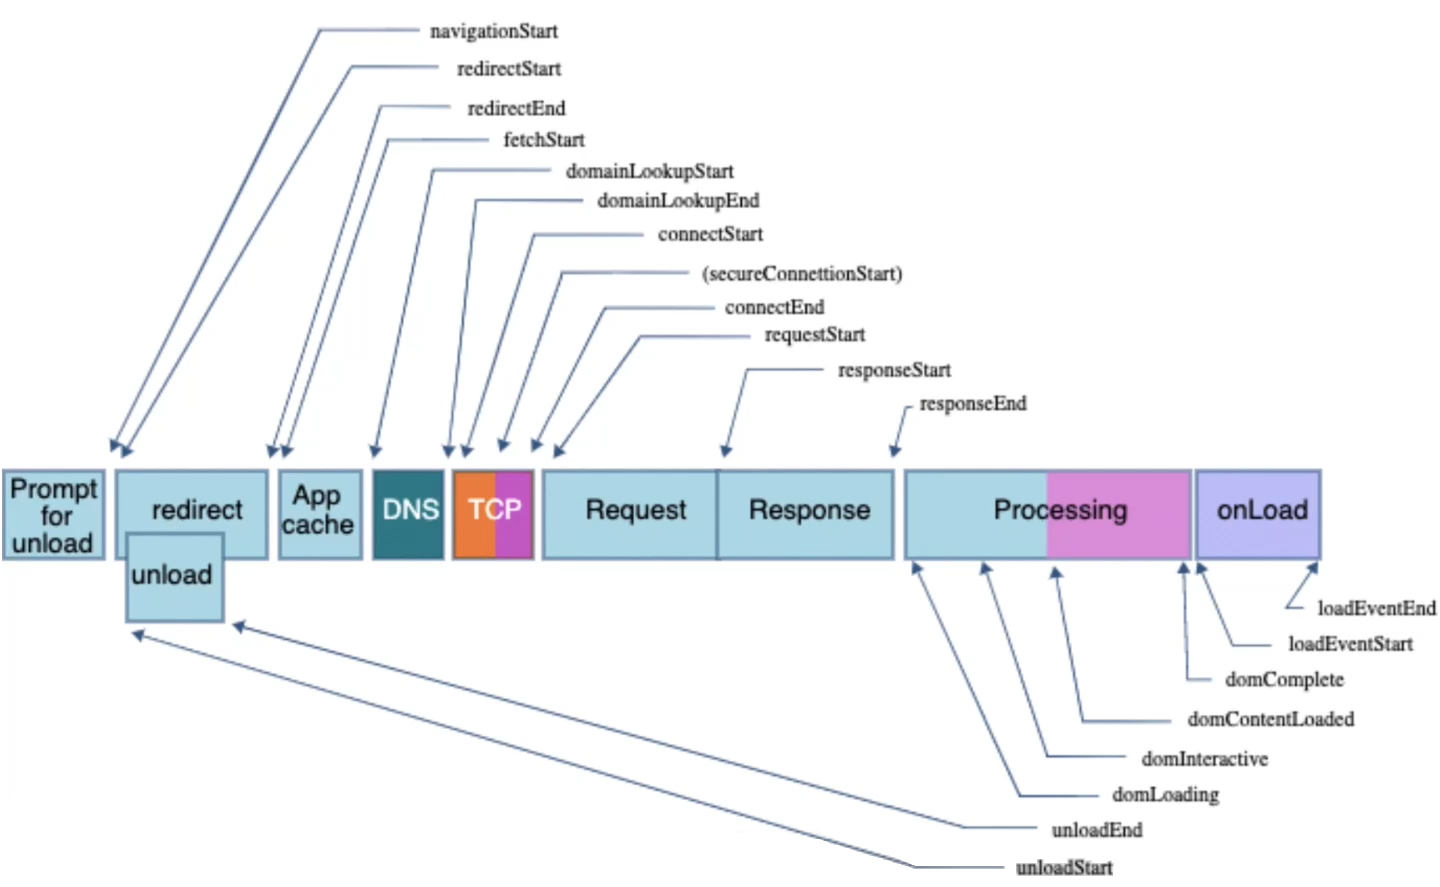 navigationStart
redirectStart
redirectEnd
fetchStart
domainLookupStart
domainLookupEnd
connectStart
(secureConnettionStart)
connectEnd
requestStart
responseStart
responseEnd
Prompt
for
unload
redirect
unload
App
cache
DNS
TCP
Request
Response
Processing
onLoad
loadEventEnd
loadEventStart
domComplete
domContentLoaded
domInteractive
domLoading
unloadEnd
unloadStart